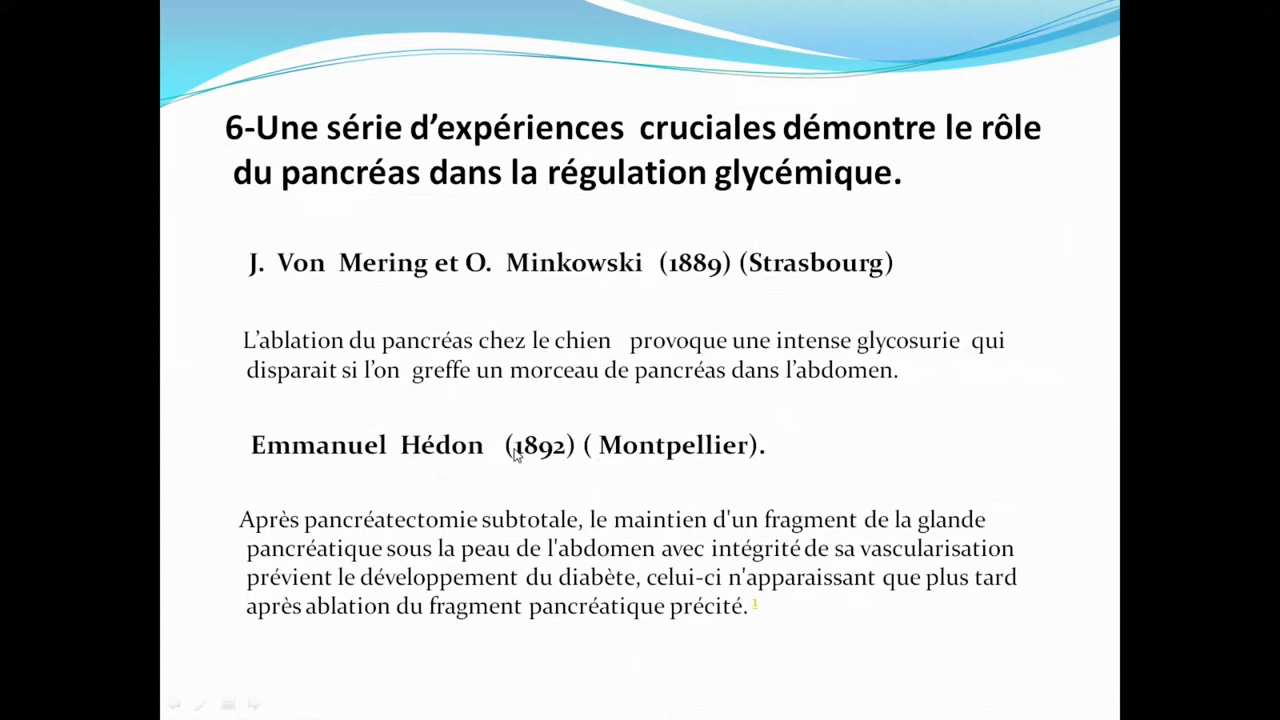 6-Une série d’expériences cruciales démontre le rôle
du pancréas dans la régulation glycémique.
J. Von Mering et O. Minkowski (1889) (Strasbourg)
L’ablation du pancréas chez le chien provoque une intense glycosurie qui
disparait si l’on greffe un morceau de pancréas dans l’abdomen.
Emmanuel Hédon (1892) ( Montpellier).
Après pancréatectomie subtotale, le maintien d'un fragment de la glande
pancréatique sous la peau de l'abdomen avec intégrité de sa vascularisation
prévient le développement du diabète, celui-ci n'apparaissant que plus tard
après ablation du fragment pancréatique précité. 1